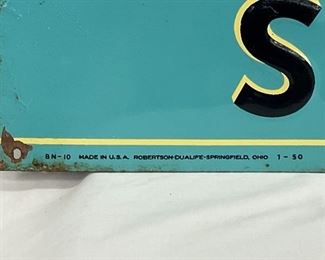 S
BN-10 MADE IN U.S.A. ROBERTSON-DUALIFE-SPRINGFIELD, OHIO 1-50